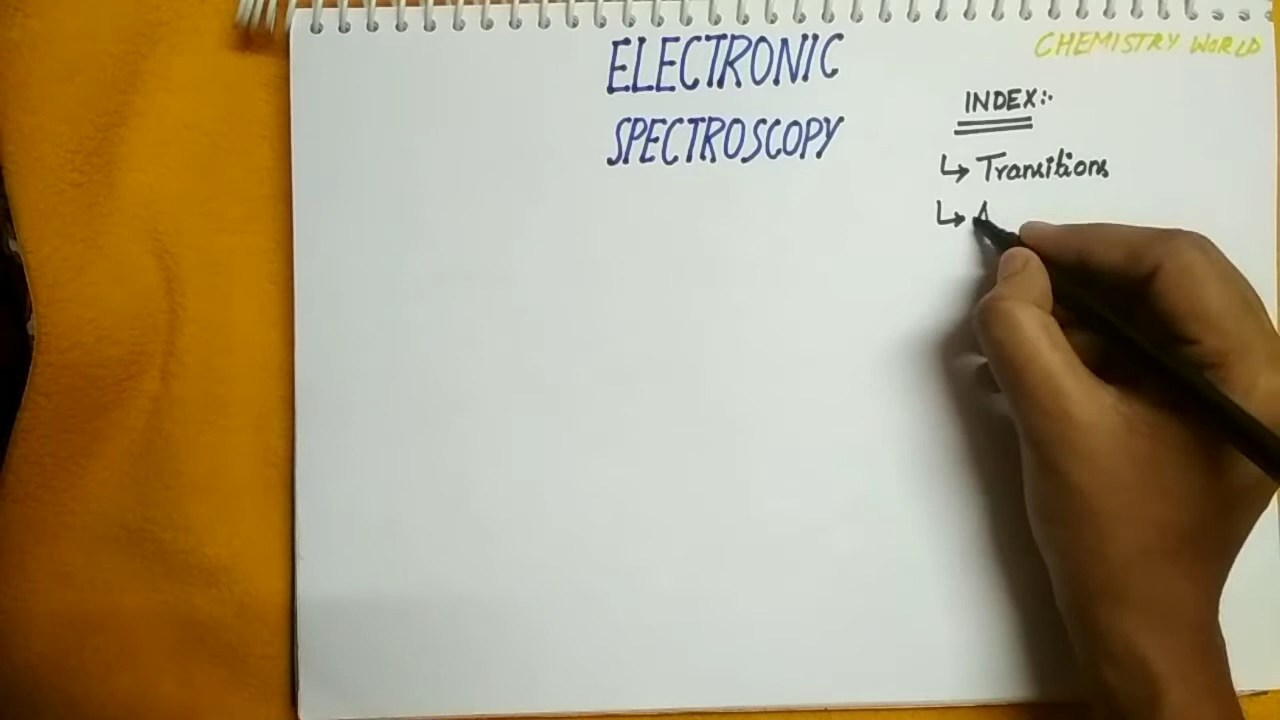 ELECTRONIC
SPECTROSCOPY
CHEMISTRY WORLD
INDEX:-
↳ Transitions
↳ A